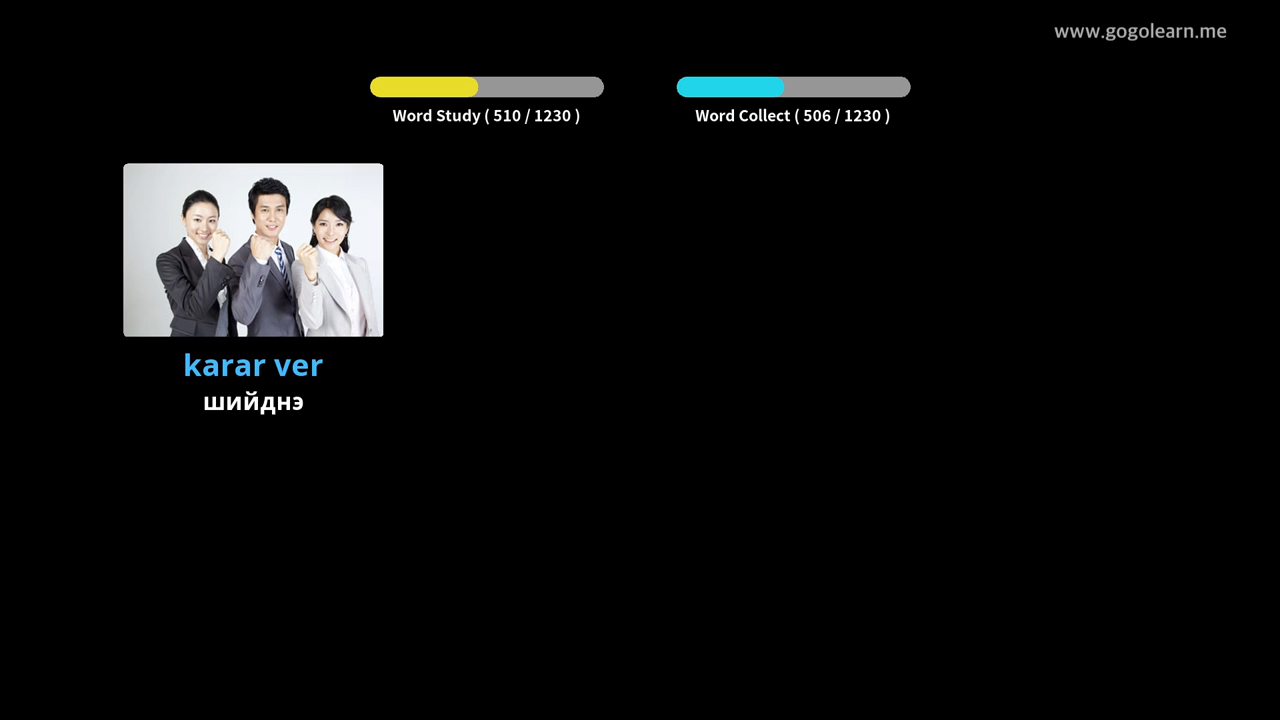 www.gogolearn.me
Word Study ( 510 / 1230 )
Word Collect ( 506 / 1230 )
karar ver
шийднэ